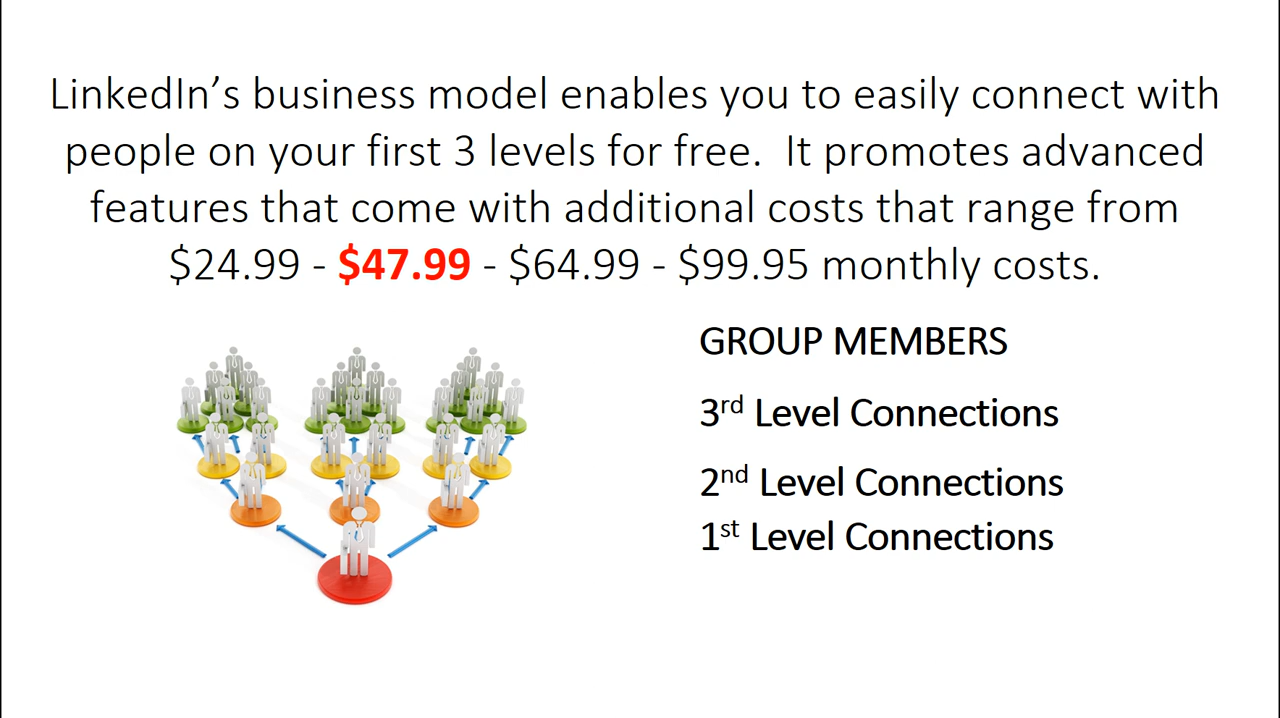 LinkedIn’s business model enables you to easily connect with
people on your first 3 levels for free.  It promotes advanced
features that come with additional costs that range from
$24.99 - $47.99 - $64.99 - $99.95 monthly costs.
GROUP MEMBERS
3rd Level Connections
2nd Level Connections
1st Level Connections